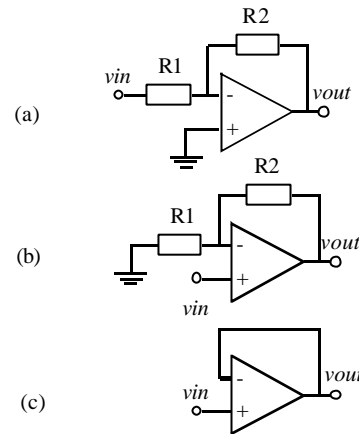 R2
vin R1
vout
-
(a)
+
R2
R1
vout
-
(b)
+
vin
vout
-
vin
+
(c)